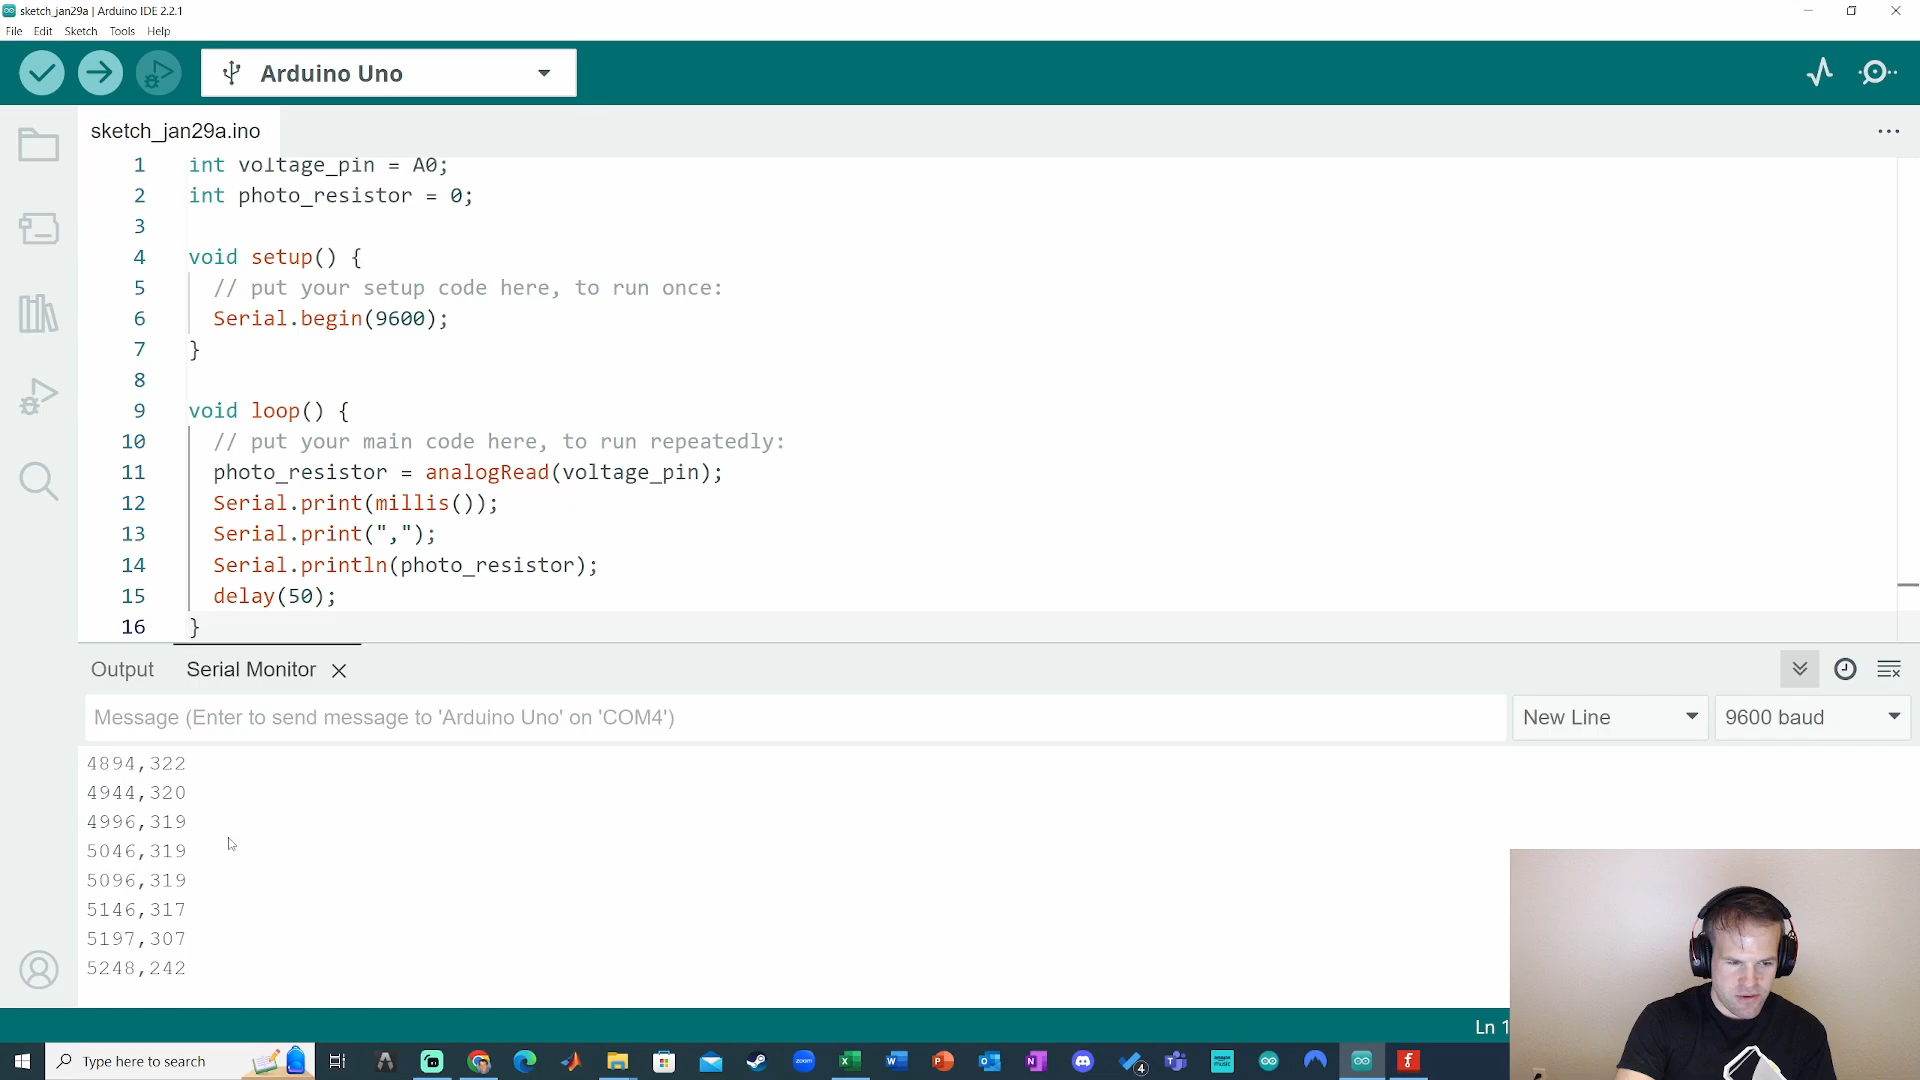 sketch_jan29a | Arduino IDE 2.2.1
File Edit Sketch Tools Help
Arduino Uno
sketch_jan29a.ino
1 int voltage_pin = A0;
2 int photo_resistor = 0;
3
4 void setup() {
5 // put your setup code here, to run once:
6 Serial.begin(9600);
7 }
8
9 void loop() {
10 // put your main code here, to run repeatedly:
11 photo_resistor = analogRead(voltage_pin);
12 Serial.print(millis());
13 Serial.print(",");
14 Serial.println(photo_resistor);
15 delay(50);
16 }
Output Serial Monitor
Message (Enter to send message to 'Arduino Uno' on 'COM4')
New Line
9600 baud
4894,322
4944,320
4996,319
5046,319
5096,319
5146,317
5197,307
5248,242
Ln 1
Type here to search
zoom
4